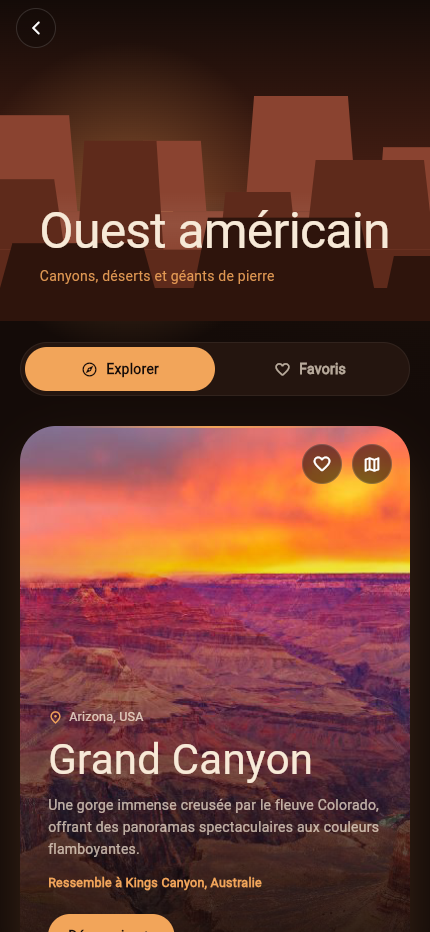 Ouest américain
Canyons, déserts et géants de pierre
Explorer
Favoris
Arizona, USA
Grand Canyon
Une gorge immense creusée par le fleuve Colorado,
offrant des panoramas spectaculaires aux couleurs
flamboyantes.
Ressemble à Kings Canyon, Australie